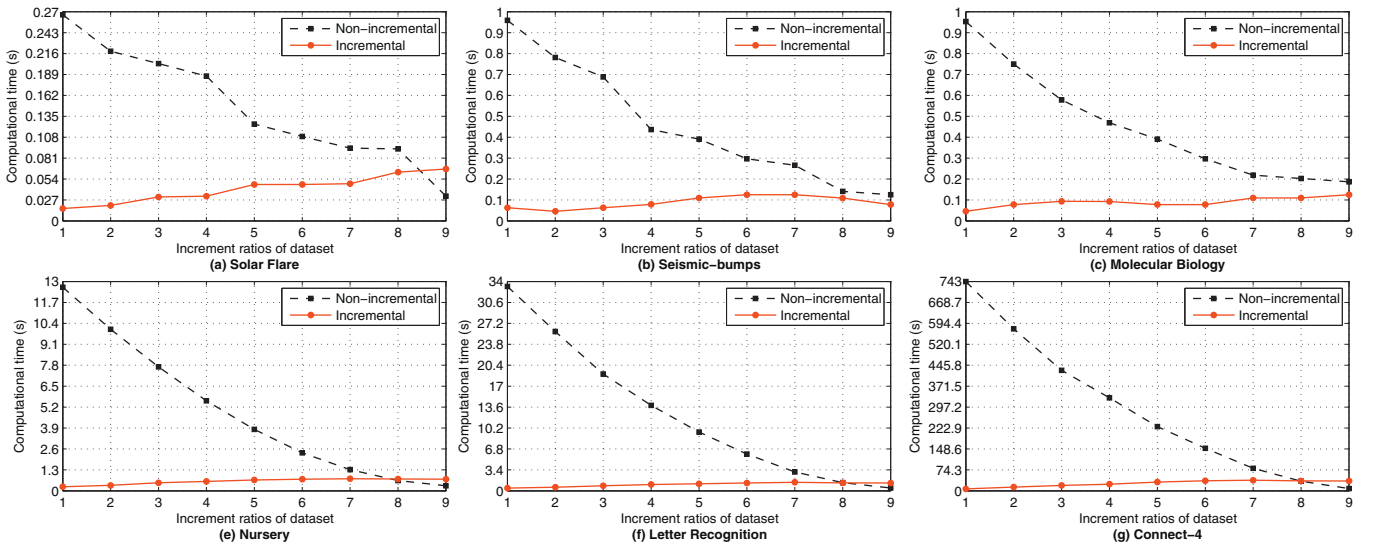 0.27
0.243
0.216
0.189
0.162
0.135
0.108
0.081
0.054
0.027
0
Computational time (s)
Non−incremental
Incremental
1 2 3 4 5 6 7 8 9
Increment ratios of dataset
(a) Solar Flare
1
0.9
0.8
0.7
0.6
0.5
0.4
0.3
0.2
0.1
0
Computational time (s)
Non−incremental
Incremental
1 2 3 4 5 6 7 8 9
Increment ratios of dataset
(b) Seismic−bumps
1
0.9
0.8
0.7
0.6
0.5
0.4
0.3
0.2
0.1
0
Computational time (s)
Non−incremental
Incremental
1 2 3 4 5 6 7 8 9
Increment ratios of dataset
(c) Molecular Biology
13
11.7
10.4
9.1
7.8
6.5
5.2
3.9
2.6
1.3
0
Computational time (s)
Non−incremental
Incremental
1 2 3 4 5 6 7 8 9
Increment ratios of dataset
(e) Nursery
34
30.6
27.2
23.8
20.4
17
13.6
10.2
6.8
3.4
0
Computational time (s)
Non−incremental
Incremental
1 2 3 4 5 6 7 8 9
Increment ratios of dataset
(f) Letter Recognition
743
668.7
594.4
520.1
445.8
371.5
297.2
222.9
148.6
74.3
0
Computational time (s)
Non−incremental
Incremental
1 2 3 4 5 6 7 8 9
Increment ratios of dataset
(g) Connect−4